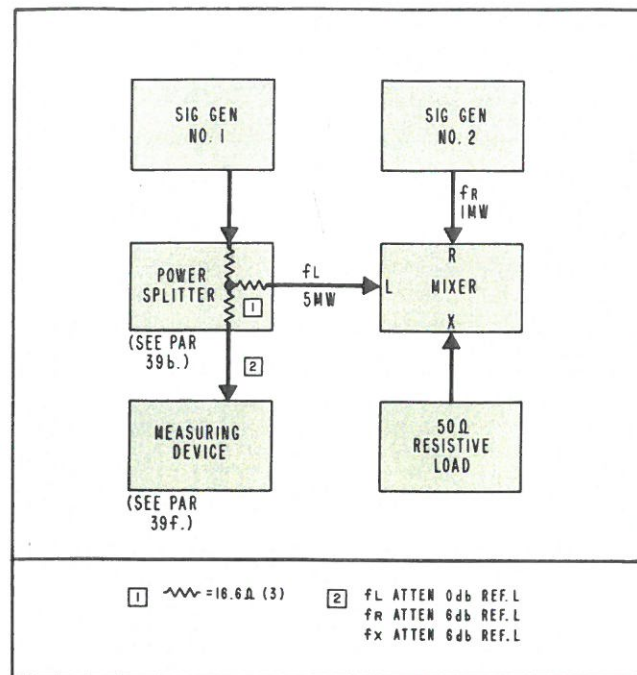 SIG GEN
NO. 1
SIG GEN
NO. 2
fR
1MW
POWER
SPLITTER
1
fL
5MW
R
L MIXER
X
(SEE PAR
39b.)
2
MEASURING
DEVICE
50Ω
RESISTIVE
LOAD
(SEE PAR
39f.)
1 =16.6Ω (3)
2 fL ATTEN 0db REF.L
fR ATTEN 6db REF.L
fX ATTEN 6db REF.L